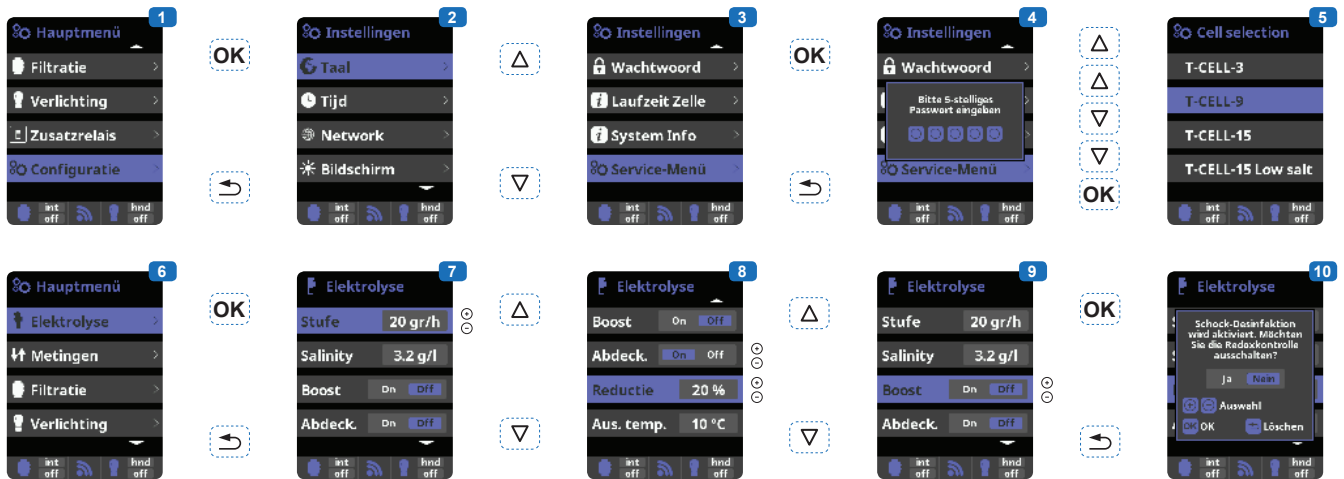 1
Hauptmenü
Filtratie
Verlichting
Zusatzrelais
Configuratie
int off
hnd off
OK
2
Instellingen
Taal
Tijd
Network
Bildschirm
int off
hnd off
3
Instellingen
Wachtwoord
Laufzeit Zelle
System Info
Service-Menü
int off
hnd off
OK
4
Instellingen
Wachtwoord
Bitte 5-stelliges
Passwort eingeben
Service-Menü
int off
hnd off
OK
5
Cell selection
T-CELL-3
T-CELL-9
T-CELL-15
T-CELL-15 Low salt
int off
hnd off
6
Hauptmenü
Elektrolyse
Metingen
Filtratie
Verlichting
int off
hnd off
OK
7
Elektrolyse
Stufe 20 gr/h
Salinity 3.2 g/l
Boost On Off
Abdeck. On Off
int off
hnd off
8
Elektrolyse
Boost On Off
Abdeck. On Off
Reductie 20 %
Aus. temp. 10 ºC
int off
hnd off
9
Elektrolyse
Stufe 20 gr/h
Salinity 3.2 g/l
Boost On Off
Abdeck. On Off
int off
hnd off
OK
10
Elektrolyse
Schock-Desinfektion
wird aktiviert. Möchten
Sie die Redoxkontrolle
ausschalten?
Ja Nein
Auswahl
OK OK Löschen
int off
hnd off